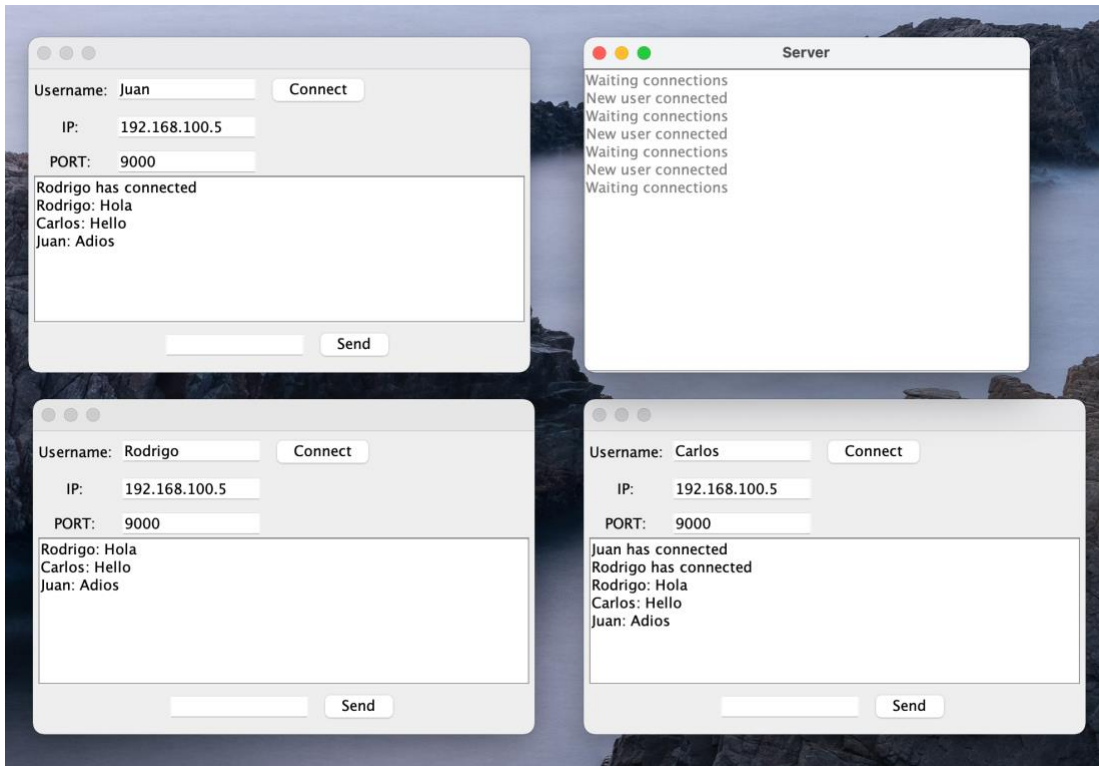 Username: Juan Connect
IP: 192.168.100.5
PORT: 9000
Rodrigo has connected
Rodrigo: Hola
Carlos: Hello
Juan: Adios
Send
Server
Waiting connections
New user connected
Waiting connections
New user connected
Waiting connections
New user connected
Waiting connections
Username: Rodrigo Connect
IP: 192.168.100.5
PORT: 9000
Rodrigo: Hola
Carlos: Hello
Juan: Adios
Send
Username: Carlos Connect
IP: 192.168.100.5
PORT: 9000
Juan has connected
Rodrigo has connected
Rodrigo: Hola
Carlos: Hello
Juan: Adios
Send